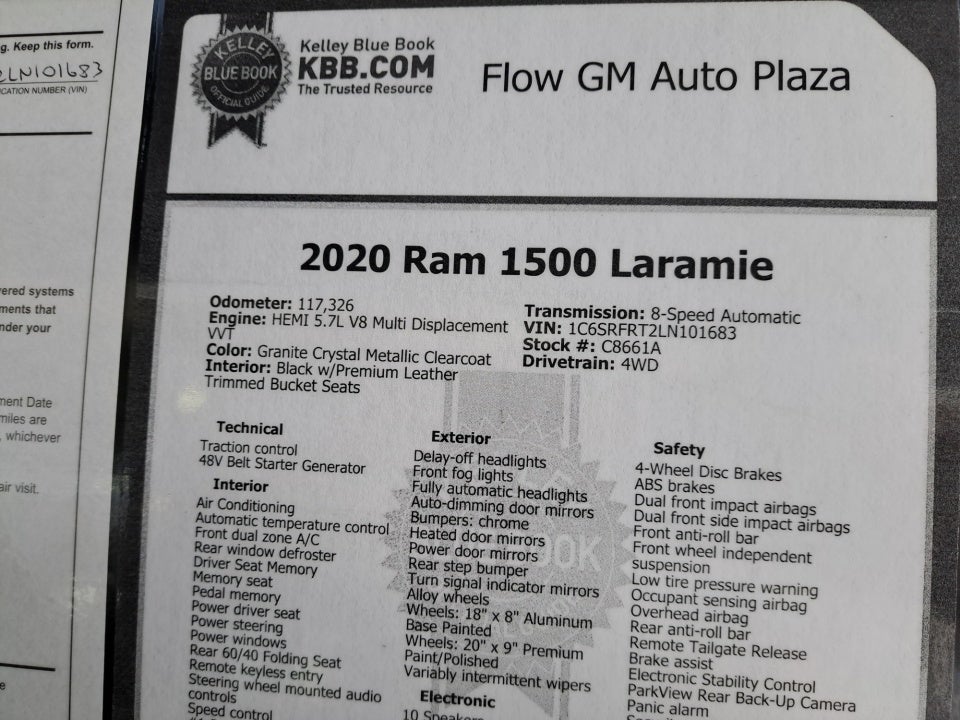 g. Keep this form.
2LN101683
ICATION NUMBER (VIN)
ered systems
ments that
nder your
ment Date
miles are
, whichever
air visit.
e
KELLEY
BLUE BOOK
OFFICIAL GUIDE
Kelley Blue Book
KBB.COM
The Trusted Resource
Flow GM Auto Plaza
2020 Ram 1500 Laramie
Odometer: 117,326
Engine: HEMI 5.7L V8 Multi Displacement
VVT
Color: Granite Crystal Metallic Clearcoat
Interior: Black w/Premium Leather
Trimmed Bucket Seats
Transmission: 8-Speed Automatic
VIN: 1C6SRFRT2LN101683
Stock #: C8661A
Drivetrain: 4WD
Technical
Traction control
48V Belt Starter Generator
Interior
Air Conditioning
Automatic temperature control
Front dual zone A/C
Rear window defroster
Driver Seat Memory
Memory seat
Pedal memory
Power driver seat
Power steering
Power windows
Rear 60/40 Folding Seat
Remote keyless entry
Steering wheel mounted audio
controls
Speed control
Exterior
Delay-off headlights
Front fog lights
Fully automatic headlights
Auto-dimming door mirrors
Bumpers: chrome
Heated door mirrors
Power door mirrors
Rear step bumper
Turn signal indicator mirrors
Alloy wheels
Wheels: 18" x 8" Aluminum
Base Painted
Wheels: 20" x 9" Premium
Paint/Polished
Variably intermittent wipers
Electronic
10 Speakers
Safety
4-Wheel Disc Brakes
ABS brakes
Dual front impact airbags
Dual front side impact airbags
Front anti-roll bar
Front wheel independent
suspension
Low tire pressure warning
Occupant sensing airbag
Overhead airbag
Rear anti-roll bar
Remote Tailgate Release
Brake assist
Electronic Stability Control
ParkView Rear Back-Up Camera
Panic alarm